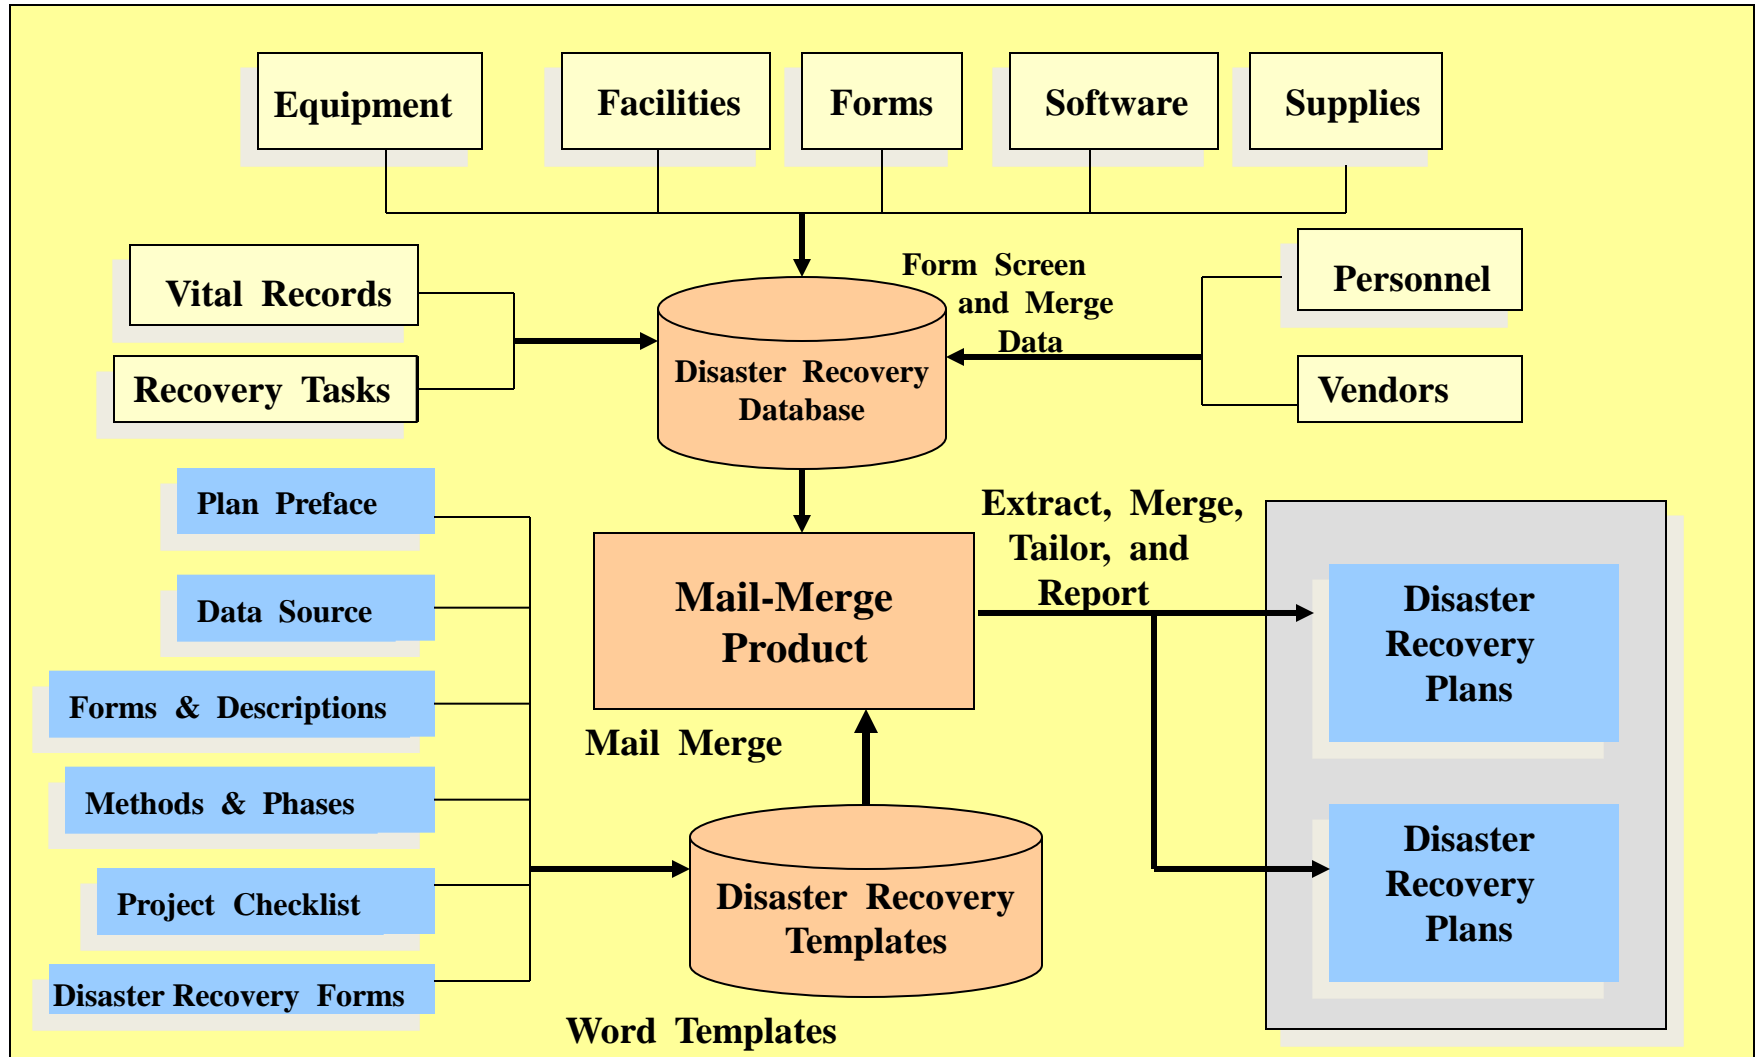 Equipment
Facilities
Forms
Software
Supplies
Vital Records
Recovery Tasks
Form Screen
and Merge
Data
Personnel
Vendors
Disaster Recovery
Database
Plan Preface
Data Source
Forms & Descriptions
Methods & Phases
Project Checklist
Disaster Recovery Forms
Mail-Merge
Product
Extract, Merge,
Tailor, and
Report
Disaster
Recovery
Plans
Disaster
Recovery
Plans
Mail Merge
Disaster Recovery
Templates
Word Templates